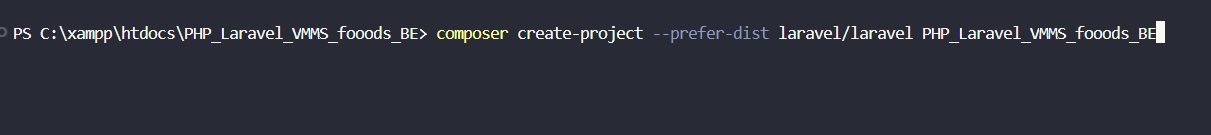 PS C:\xampp\htdocs\PHP_Laravel_VMMS_fooods_BE> composer create-project --prefer-dist laravel/laravel PHP_Laravel_VMMS_fooods_BE